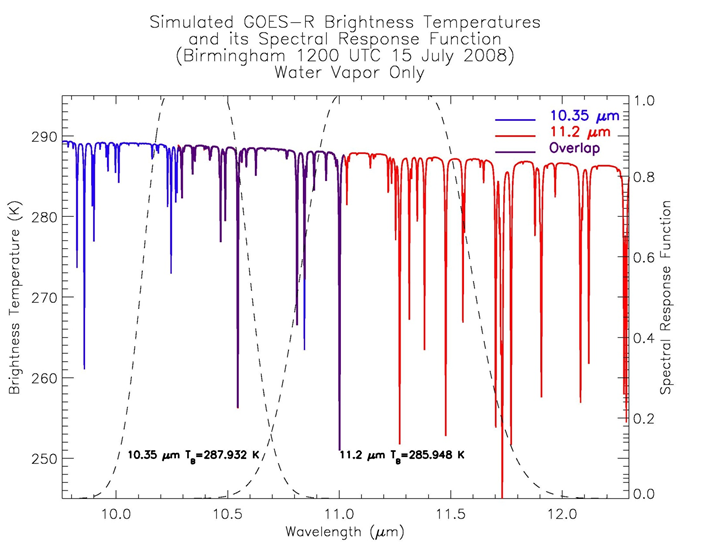 Simulated GOES-R Brightness Temperatures
and its Spectral Response Function
(Birmingham 1200 UTC 15 July 2008)
Water Vapor Only
10.35 μm
11.2 μm
Overlap
290
280
270
260
250
Brightness Temperature (K)
1.0
0.8
0.6
0.4
0.2
0.0
Spectral Response Function
10.35 μm TB=287.932 K
11.2 μm TB=285.948 K
10.0 10.5 11.0 11.5 12.0
Wavelength (μm)